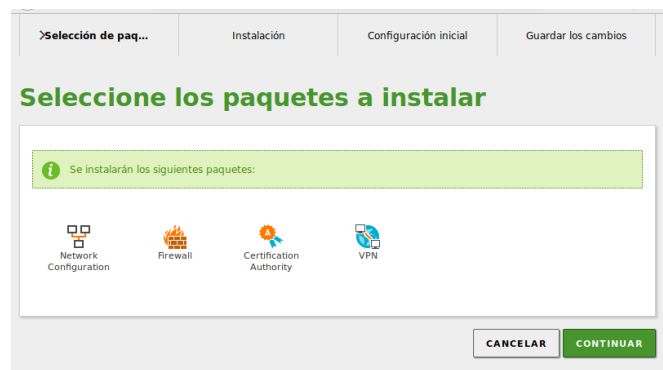 Selección de paq...
Instalación
Configuración inicial
Guardar los cambios
Seleccione los paquetes a instalar
Se instalarán los siguientes paquetes:
Network
Configuration
Firewall
Certification
Authority
VPN
CANCELAR
CONTINUAR